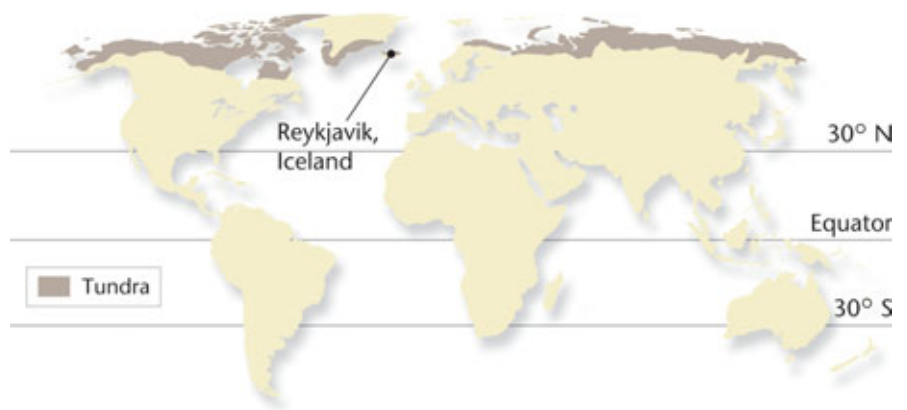 Reykjavik,
Iceland
30° N
Equator
Tundra
30° S